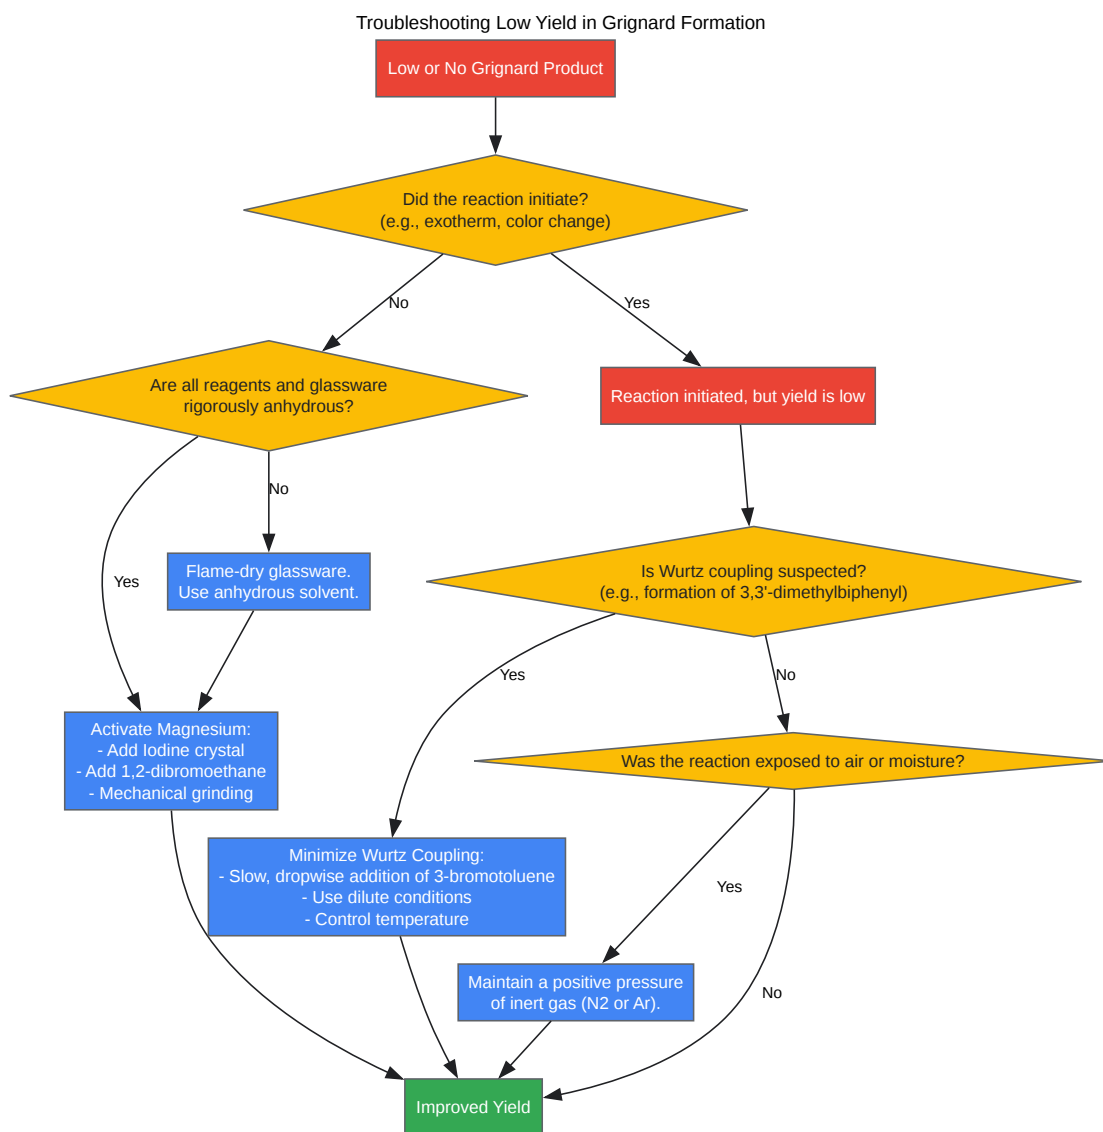 Troubleshooting Low Yield in Grignard Formation
Low or No Grignard Product
Did the reaction initiate?
(e.g., exotherm, color change)
No
Yes
Are all reagents and glassware
rigorously anhydrous?
Reaction initiated, but yield is low
No
Yes
Flame-dry glassware.
Use anhydrous solvent.
Is Wurtz coupling suspected?
(e.g., formation of 3,3'-dimethylbiphenyl)
Yes
No
Activate Magnesium:
- Add Iodine crystal
- Add 1,2-dibromoethane
- Mechanical grinding
Was the reaction exposed to air or moisture?
Minimize Wurtz Coupling:
- Slow, dropwise addition of 3-bromotoluene
- Use dilute conditions
- Control temperature
Yes
Maintain a positive pressure
of inert gas (N2 or Ar).
No
Improved Yield